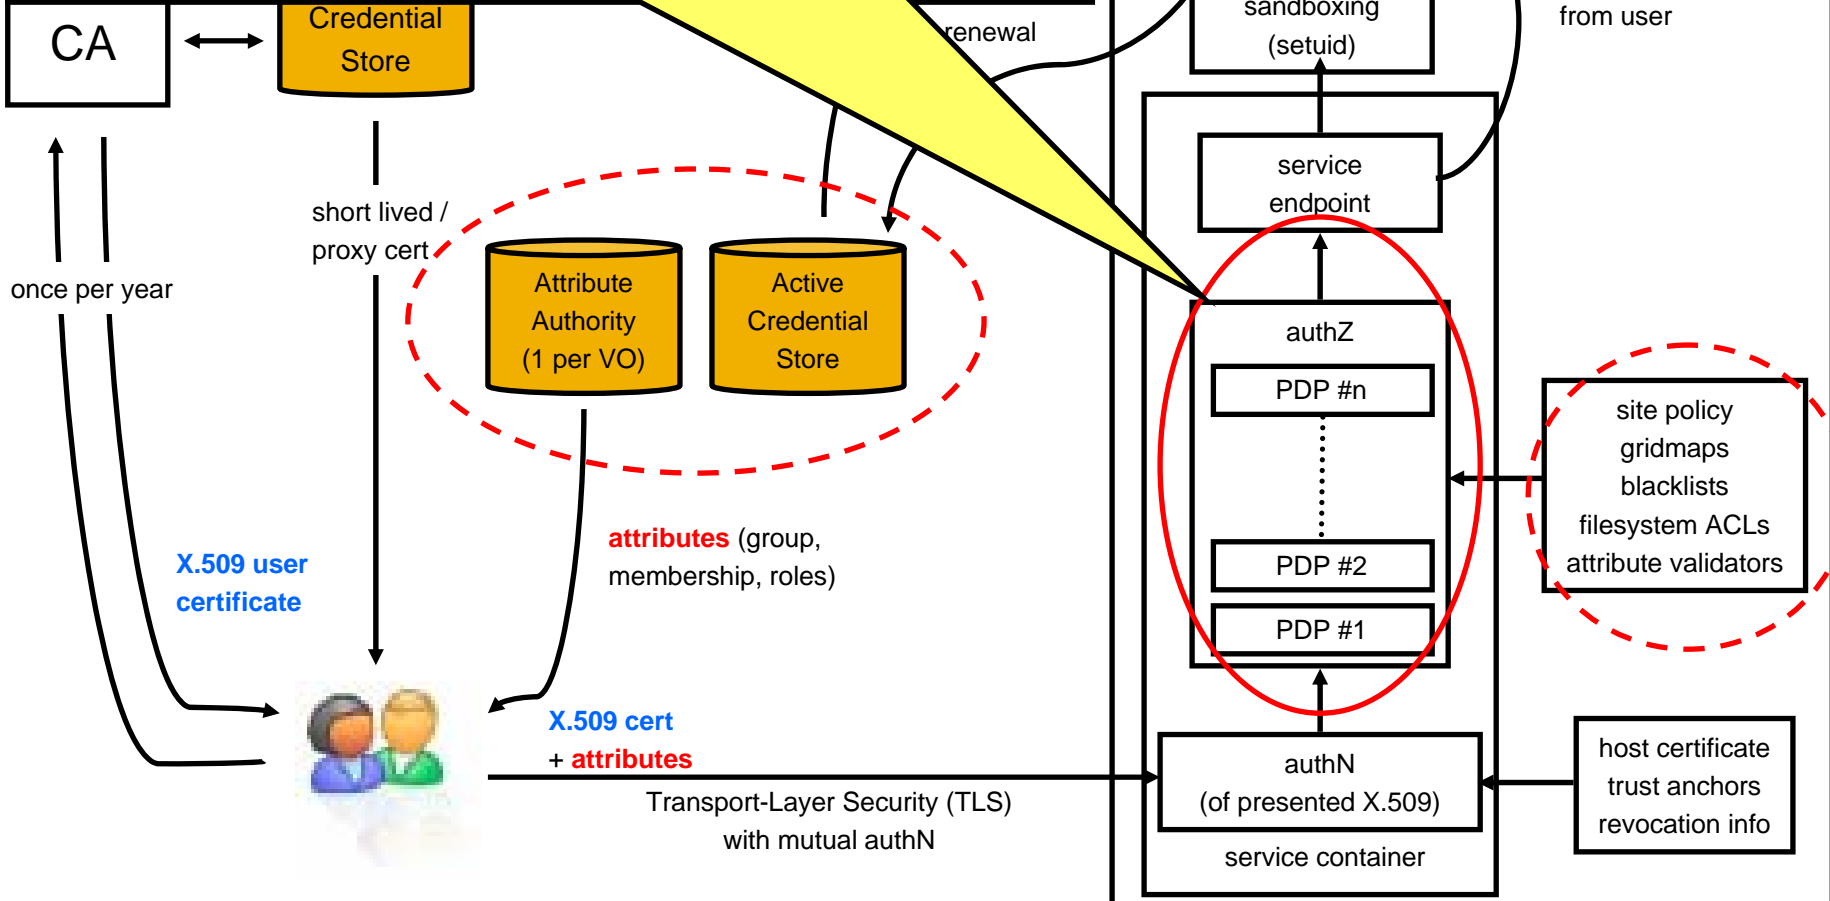 CA
Credential
Store
renewal
sandboxing
(setuid)
from user
service
endpoint
short lived /
proxy cert
once per year
Attribute
Authority
(1 per VO)
Active
Credential
Store
authZ
PDP #n
PDP #2
PDP #1
site policy
gridmaps
blacklists
filesystem ACLs
attribute validators
attributes (group,
membership, roles)
X.509 user
certificate
X.509 cert
+ attributes
Transport-Layer Security (TLS)
with mutual authN
authN
(of presented X.509)
service container
host certificate
trust anchors
revocation info